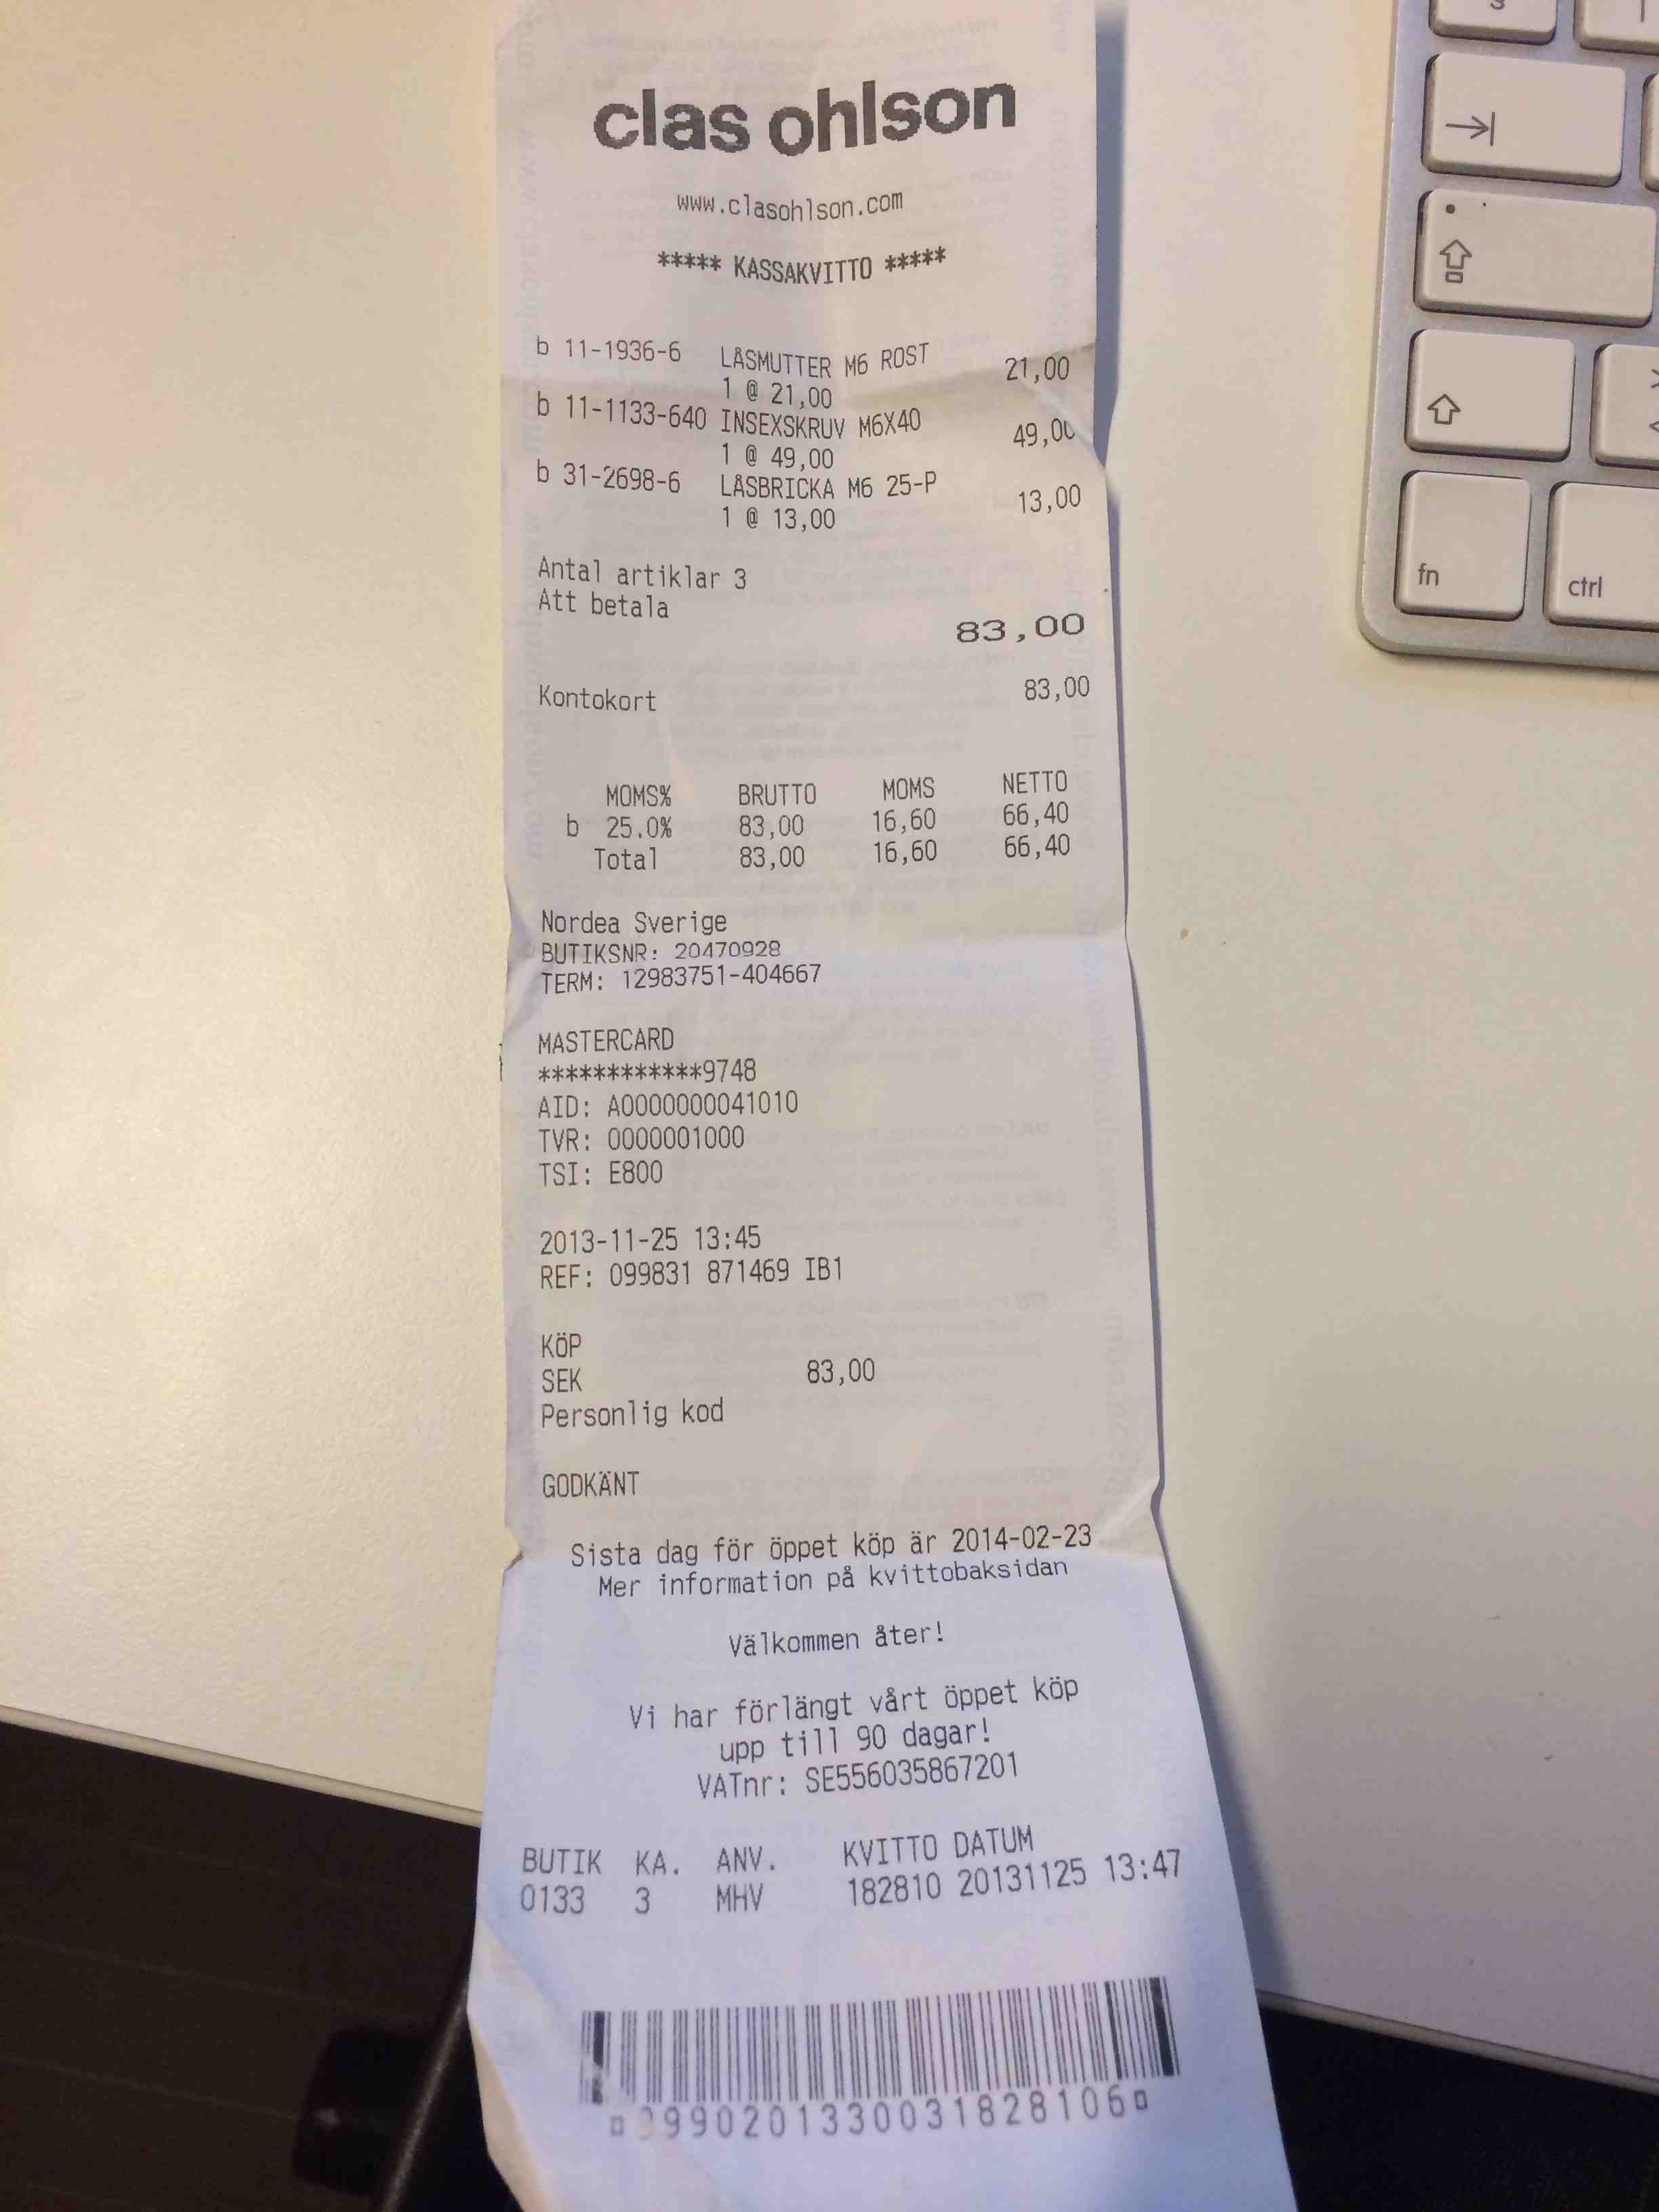 clas ohlson
www.clasohlson.com
***** KASSAKVITTO *****
b 11-1936-6 LÅSMUTTER M6 ROST 21,00
1 @ 21,00
b 11-1133-640 INSEXSKRUV M6X40 49,00
1 @ 49,00
b 31-2698-6 LÅSBRICKA M6 25-P 13,00
1 @ 13,00
Antal artiklar 3
Att betala
83,00
Kontokort 83,00
MOMS% BRUTTO MOMS NETTO
b 25.0% 83,00 16,60 66,40
Total 83,00 16,60 66,40
Nordea Sverige
BUTIKSNR: 20470928
TERM: 12983751-404667
MASTERCARD
************9748
AID: A0000000041010
TVR: 0000001000
TSI: E800
2013-11-25 13:45
REF: 099831 871469 IB1
KÖP
SEK 83,00
Personlig kod
GODKÄNT
Sista dag för öppet köp är 2014-02-23
Mer information på kvittobaksidan
Välkommen åter!
Vi har förlängt vårt öppet köp
upp till 90 dagar!
VATnr: SE556035867201
BUTIK KA. ANV. KVITTO DATUM
0133 3 MHV 182810 20131125 13:47
fn
ctrl